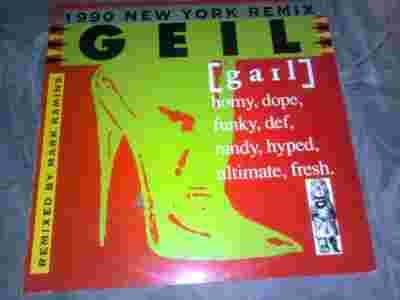 1990 NEW YORK REMIX
GEIL
[gaıl]
horny, dope,
funky, def,
randy, hyped,
ultimate, fresh.
REMIXED BY MARK KAMINS